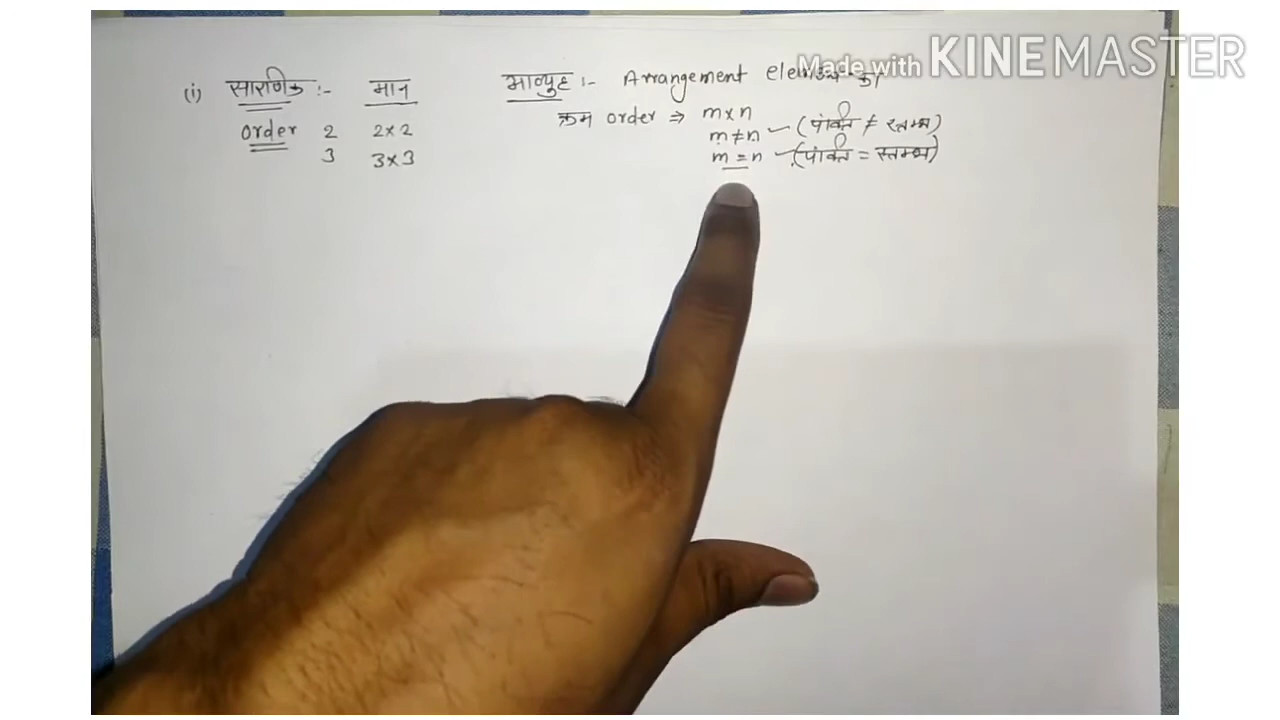 Made with KINEMASTER
(i) सारणिक :- मान
order 2 2×2
3 3×3
आव्यूह :- Arrangement का
क्रम order ⇒ m×n
m≠n - (पंक्ति ≠ स्तम्भ)
m=n - (पंक्ति = स्तम्भ)